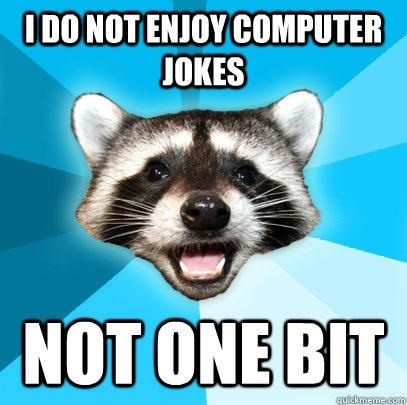 I DO NOT ENJOY COMPUTER
JOKES
NOT ONE BIT
quickmeme.com